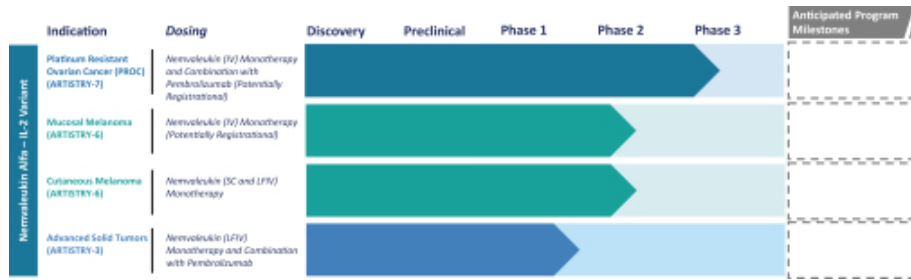 Anticipated Program
Milestones
Indication
Dosing
Discovery
Preclinical
Phase 1
Phase 2
Phase 3
Nemvaleukin Alfa – IL-2 Variant
Platinum Resistant
Ovarian Cancer (PROC)
(ARTISTRY-7)
Nemvaleukin (IV) Monotherapy
and Combination with
Pembrolizumab (Potentially
Registrational)
Mucosal Melanoma
(ARTISTRY-6)
Nemvaleukin (IV) Monotherapy
(Potentially Registrational)
Cutaneous Melanoma
(ARTISTRY-6)
Nemvaleukin (SC and LFIV)
Monotherapy
Advanced Solid Tumors
(ARTISTRY-3)
Nemvaleukin (LFIV)
Monotherapy and Combination
with Pembrolizumab